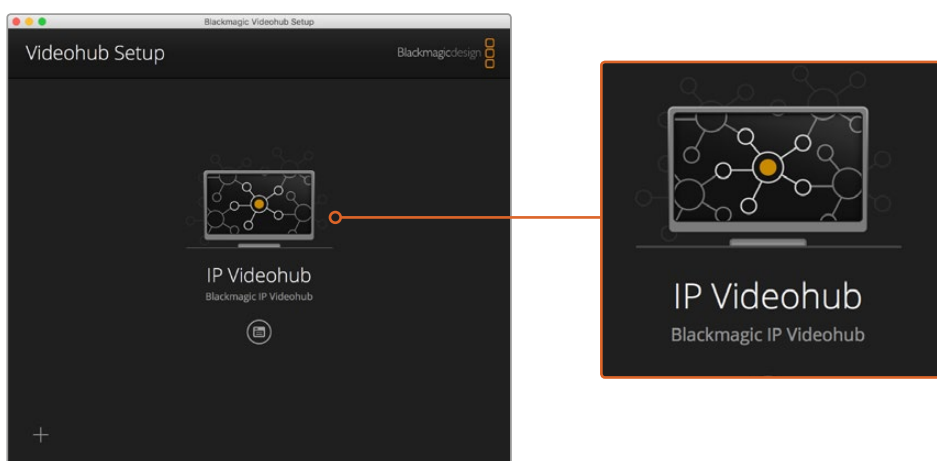 Blackmagic Videohub Setup
Videohub Setup
Blackmagicdesign
IP Videohub
Blackmagic IP Videohub
IP Videohub
Blackmagic IP Videohub